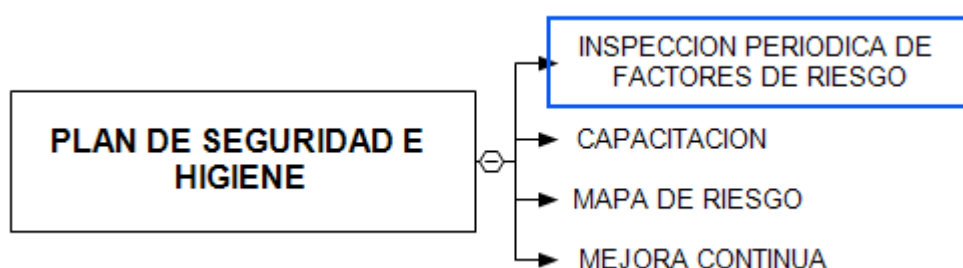 PLAN DE SEGURIDAD E
HIGIENE
INSPECCION PERIODICA DE
FACTORES DE RIESGO
CAPACITACION
MAPA DE RIESGO
MEJORA CONTINUA